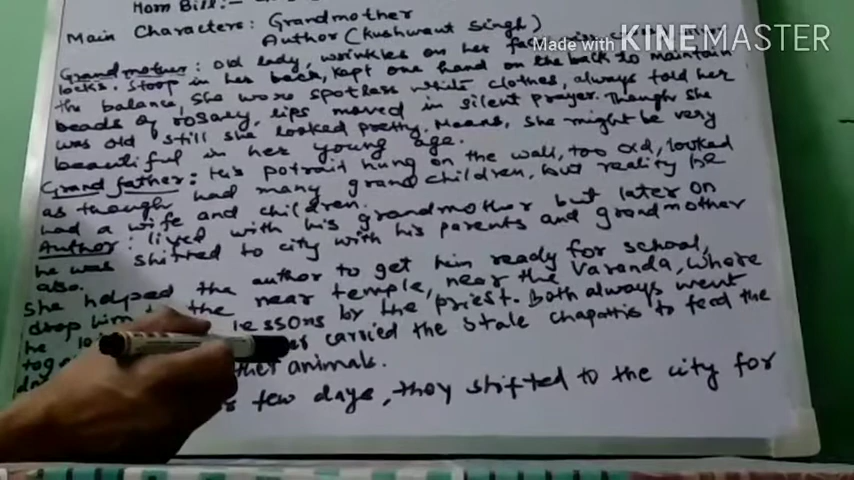 Horn Bill :-
Main Characters : Grandmother
Author (Kushwant Singh)
Made with KINEMASTER
Grandmother : old lady, wrinkles on her face,
locks. Stoop in her back, kept one hand on the back to maintain
the balance, she wore spotless white clothes, always told her
beads of rosary, lips moved in silent prayer. Though she
was old still she looked pretty. Means, she might be very
beautiful in her young age.
Grand father : His potrait hung on the wall, too old, looked
as though had many grand children, but reality he
had a wife and children.
Author : lived with his grandmother but later on
he was shifted to city with his parents and grandmother
also.
She helped the author to get him ready for school,
drop him to the near temple, near the Varanda, where
he lessons by the priest. Both always went
carried the stale chapattis to feed the
other animals.
few days, they shifted to the city for